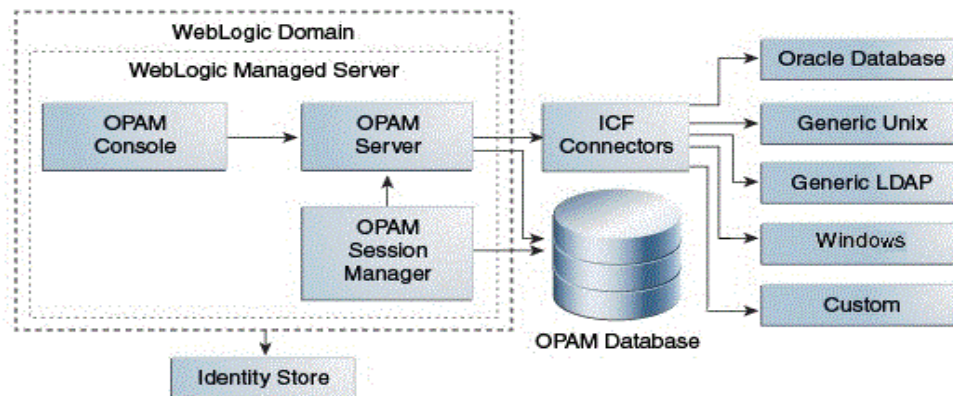 WebLogic Domain
WebLogic Managed Server
OPAM
Console
OPAM
Server
OPAM
Session
Manager
ICF
Connectors
OPAM Database
Oracle Database
Generic Unix
Generic LDAP
Windows
Custom
Identity Store